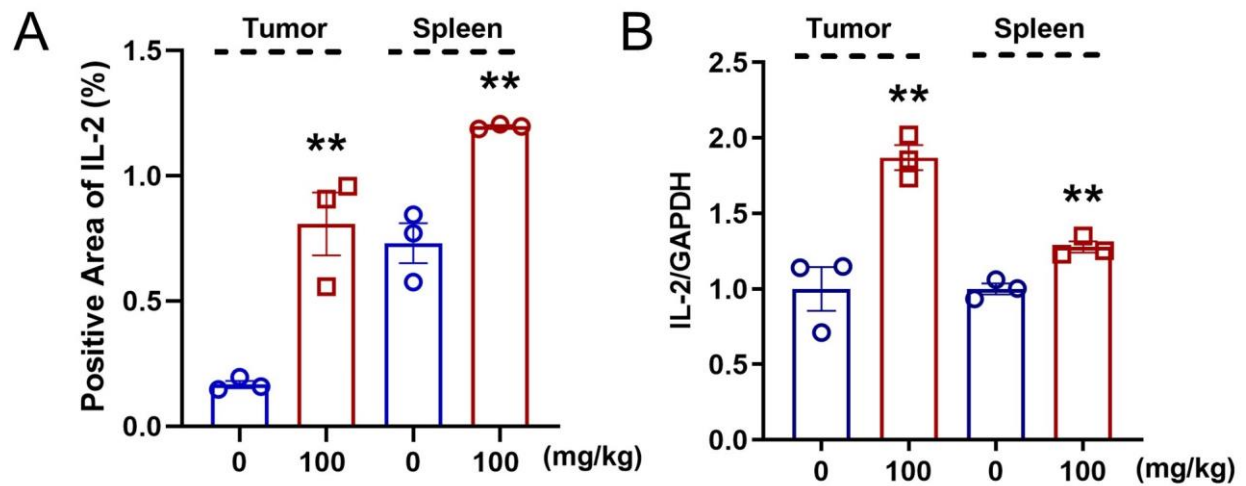 A
Tumor
Spleen
Positive Area of IL-2 (%)
1.5
1.0
0.5
0.0
**
**
0
100
0
100
(mg/kg)
B
Tumor
Spleen
IL-2/GAPDH
2.5
2.0
1.5
1.0
0.5
0.0
**
**
0
100
0
100
(mg/kg)